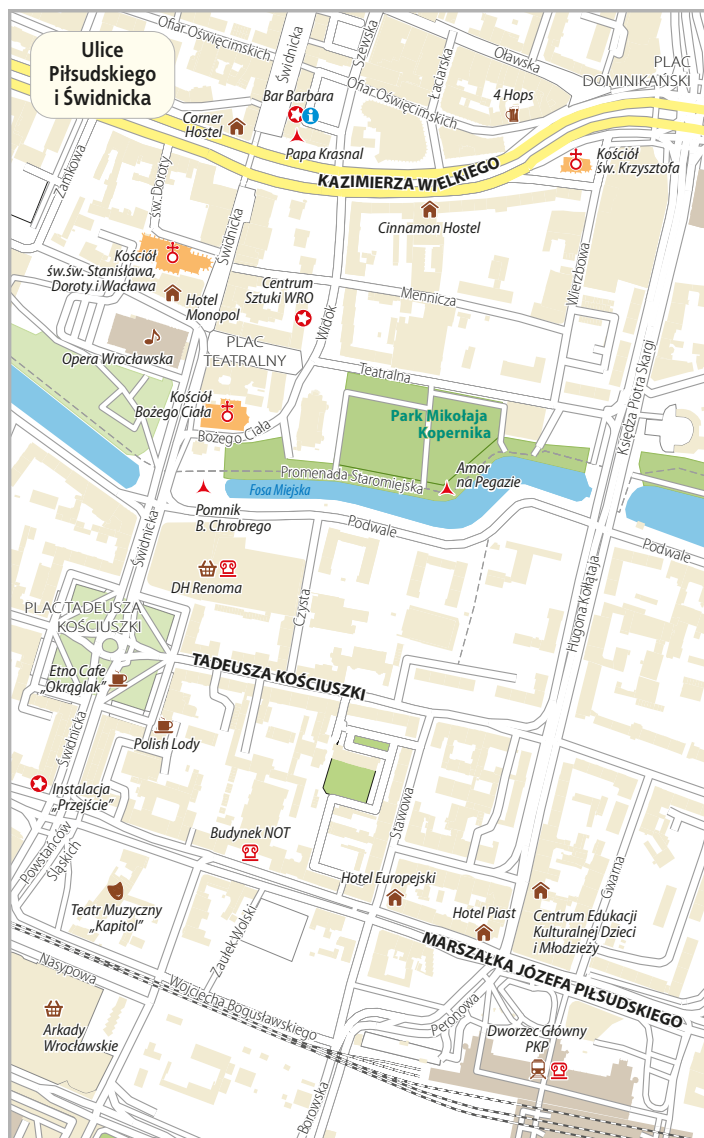 Ulice
Piłsudskiego
i Świdnicka
Ofiar Oświęcimskich
Świdnicka
Szewska
Łaciarska
Oławska
PLAC
DOMINIKAŃSKI
Bar Barbara
Ofiar Oświęcimskich
4 Hops
Corner
Hostel
Papa Krasnal
KAZIMIERZA WIELKIEGO
Kościół
św. Krzysztofa
Zamkowa
św. Doroty
Świdnicka
Cinnamon Hostel
Wierzbowa
Kościół
św.św. Stanisława,
Doroty i Wacława
Centrum
Sztuki WRO
Hotel
Monopol
Mennicza
Widok
Opera Wrocławska
PLAC
TEATRALNY
Teatralna
Księdza Piotra Skargi
Kościół
Bożego Ciała
Park Mikołaja
Kopernika
Bożego Ciała
Promenada Staromiejska
Amor
na Pegazie
Fosa Miejska
Pomnik
B. Chrobrego
Podwale
Podwale
Świdnicka
DH Renoma
Czysta
Hugona Kołłątaja
PLAC TADEUSZA
KOŚCIUSZKI
TADEUSZA KOŚCIUSZKI
Etno Cafe
„Okrąglak”
Polish Lody
Świdnicka
Instalacja
„Przejście”
Stawowa
Budynek NOT
Powstańców
Śląskich
Gwarna
Hotel Europejski
Teatr Muzyczny
„Kapitol”
Hotel Piast
Centrum Edukacji
Kulturalnej Dzieci
i Młodzieży
Zaułek Wolski
MARSZAŁKA JÓZEFA PIŁSUDSKIEGO
Nasypowa
Wojciecha Bogusławskiego
Peronowa
Arkady
Wrocławskie
Dworzec Główny
PKP
Borowska